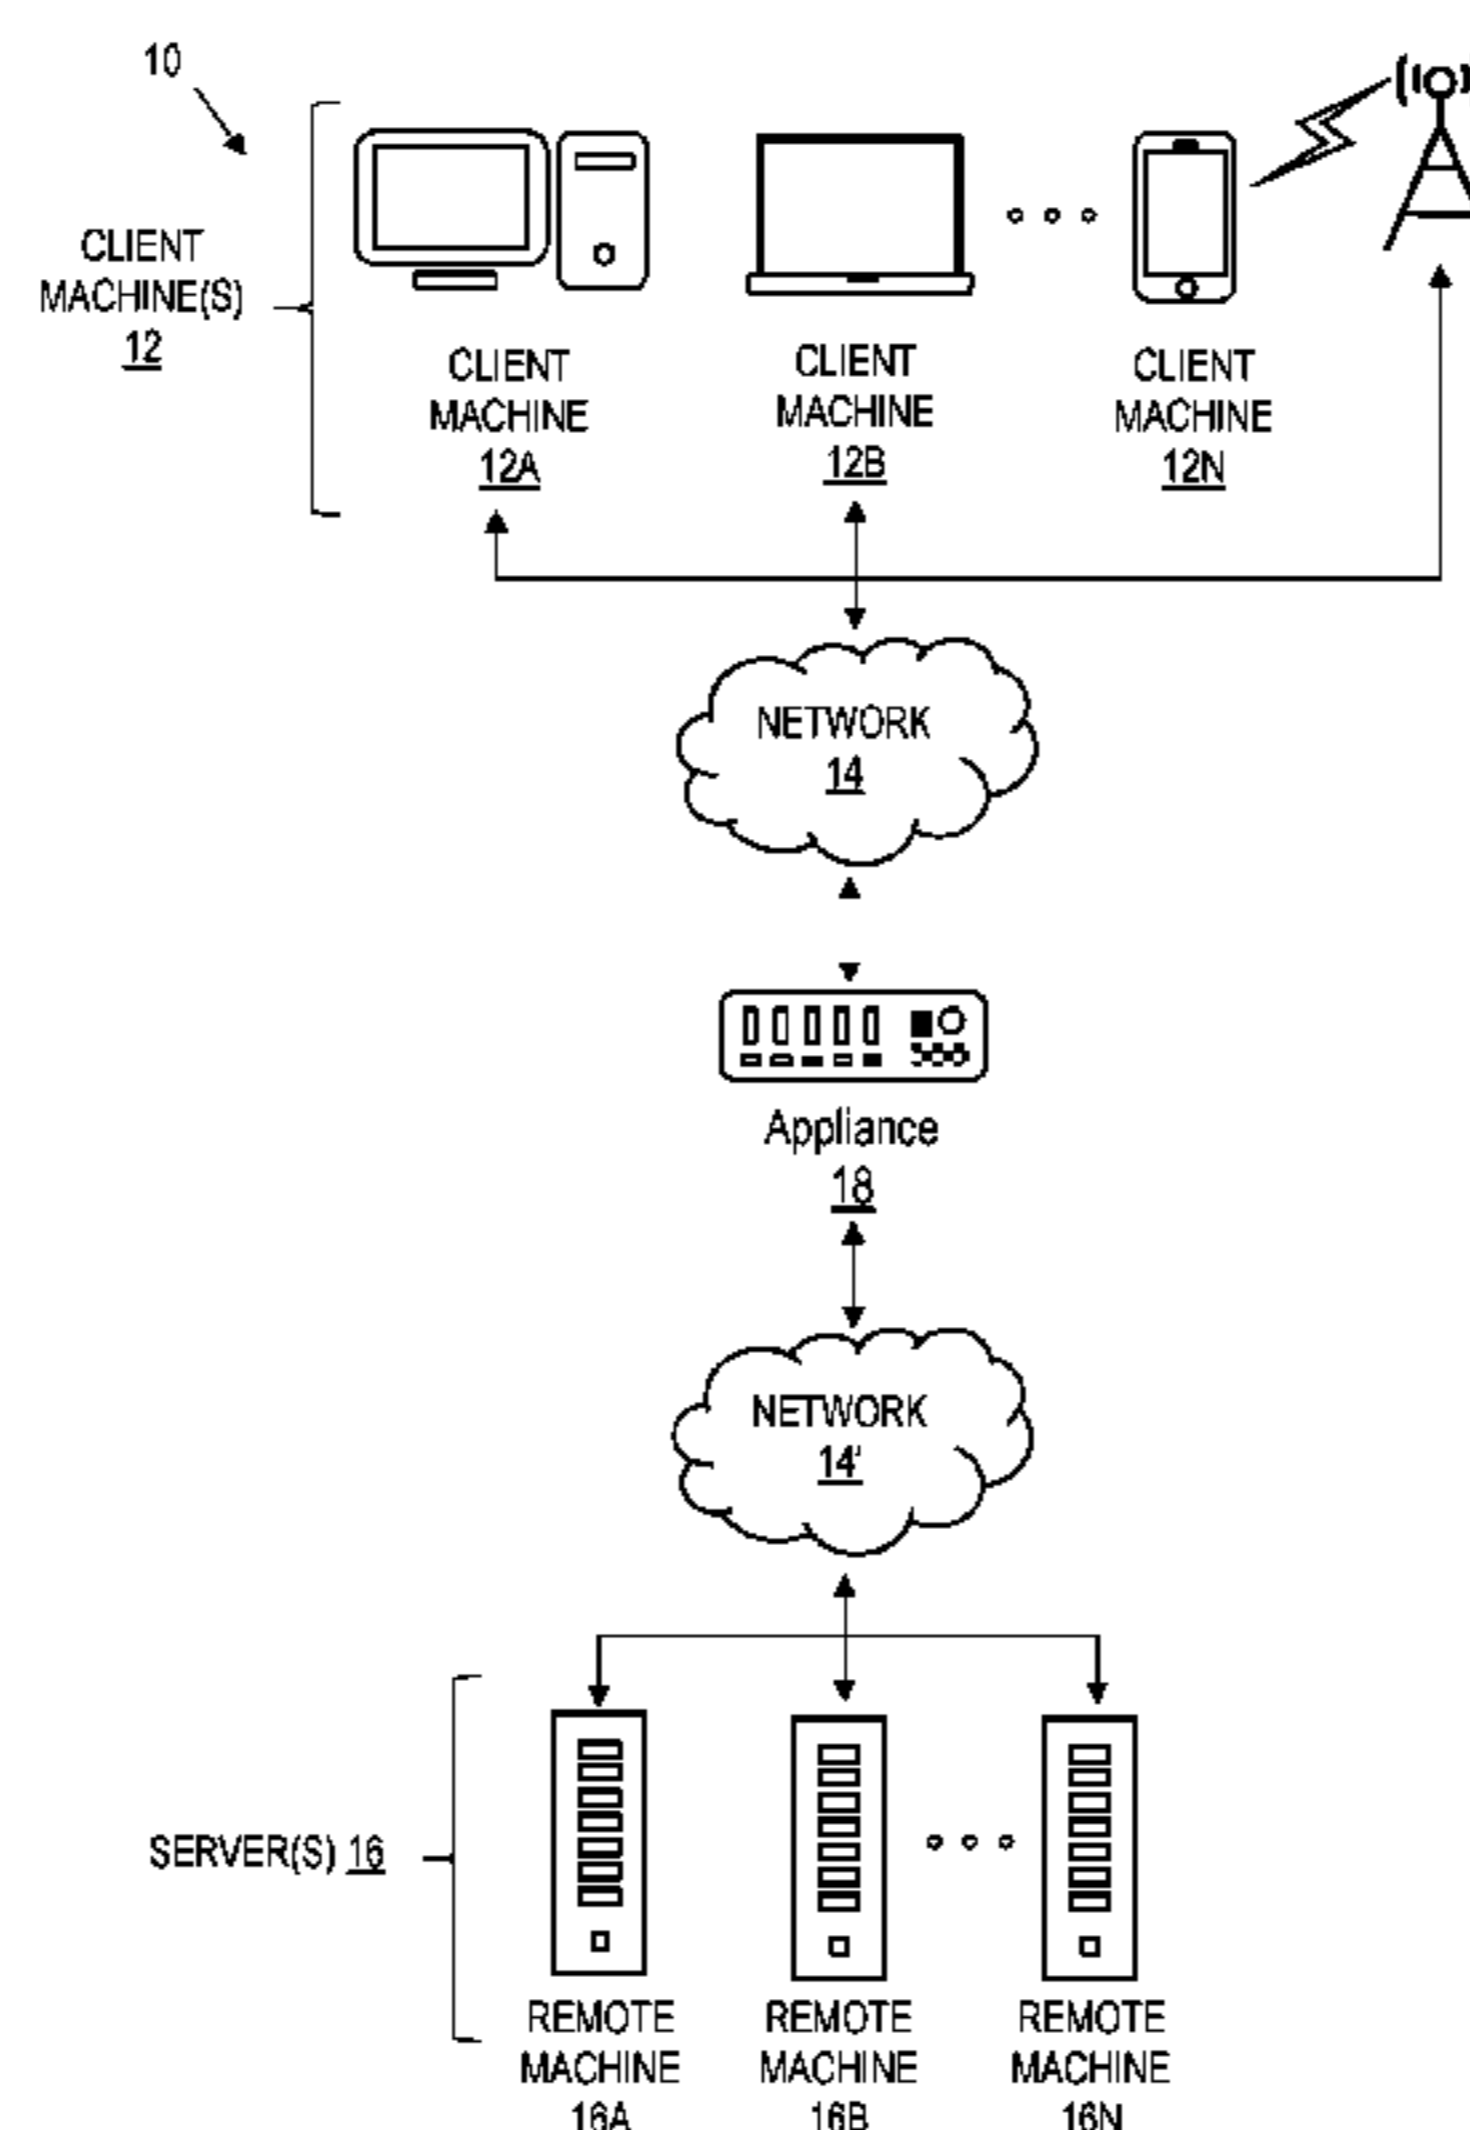 10
CLIENT
MACHINE(S)
12
CLIENT
MACHINE
12A
CLIENT
MACHINE
12B
CLIENT
MACHINE
12N
NETWORK
14
Appliance
18
NETWORK
14'
SERVER(S) 16
REMOTE
MACHINE
16A
REMOTE
MACHINE
16B
REMOTE
MACHINE
16N